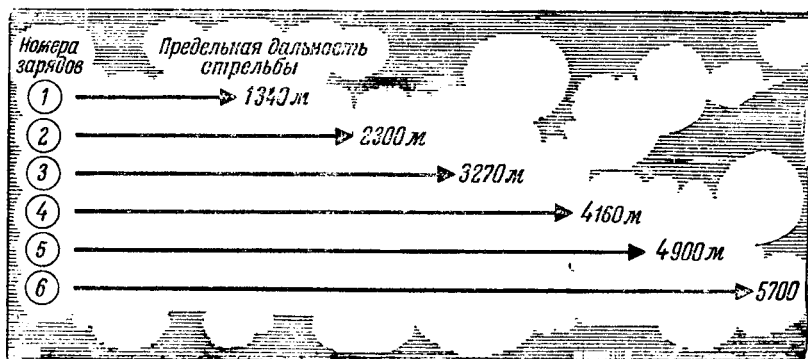 Номера
зарядов
Предельная дальность
стрельбы
1 1340 м
2 2300 м
3 3270 м
4 4160 м
5 4900 м
6 5700